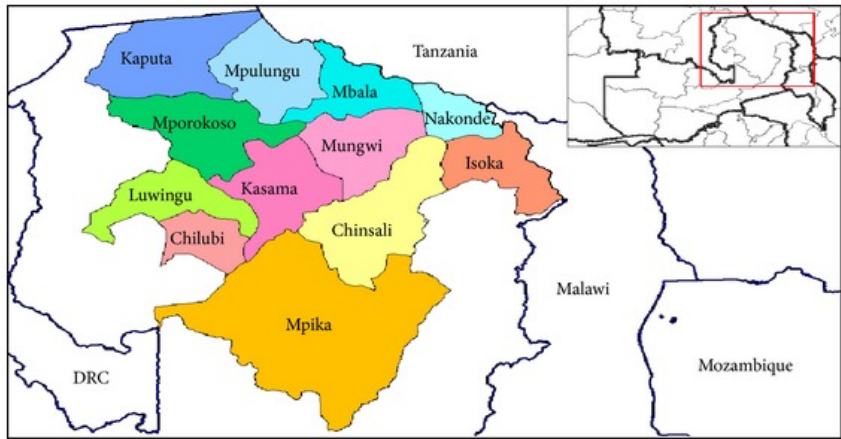 Kaputa
Mpulungu
Tanzania
Mbala
Mporokoso
Nakonde
Mungwi
Isoka
Luwingu
Kasama
Chilubi
Chinsali
Malawi
Mpika
DRC
Mozambique